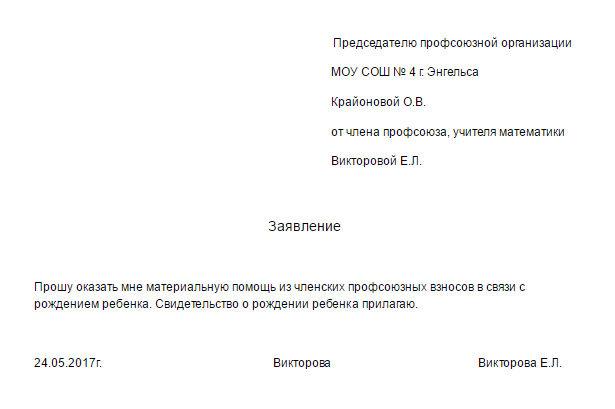 Председателю профсоюзной организации
МОУ СОШ № 4 г. Энгельса
Крайоновой О.В.
от члена профсоюза, учителя математики
Викторовой Е.Л.
Заявление
Прошу оказать мне материальную помощь из членских профсоюзных взносов в связи с
рождением ребенка. Свидетельство о рождении ребенка прилагаю.
24.05.2017г. Викторова Викторова Е.Л.